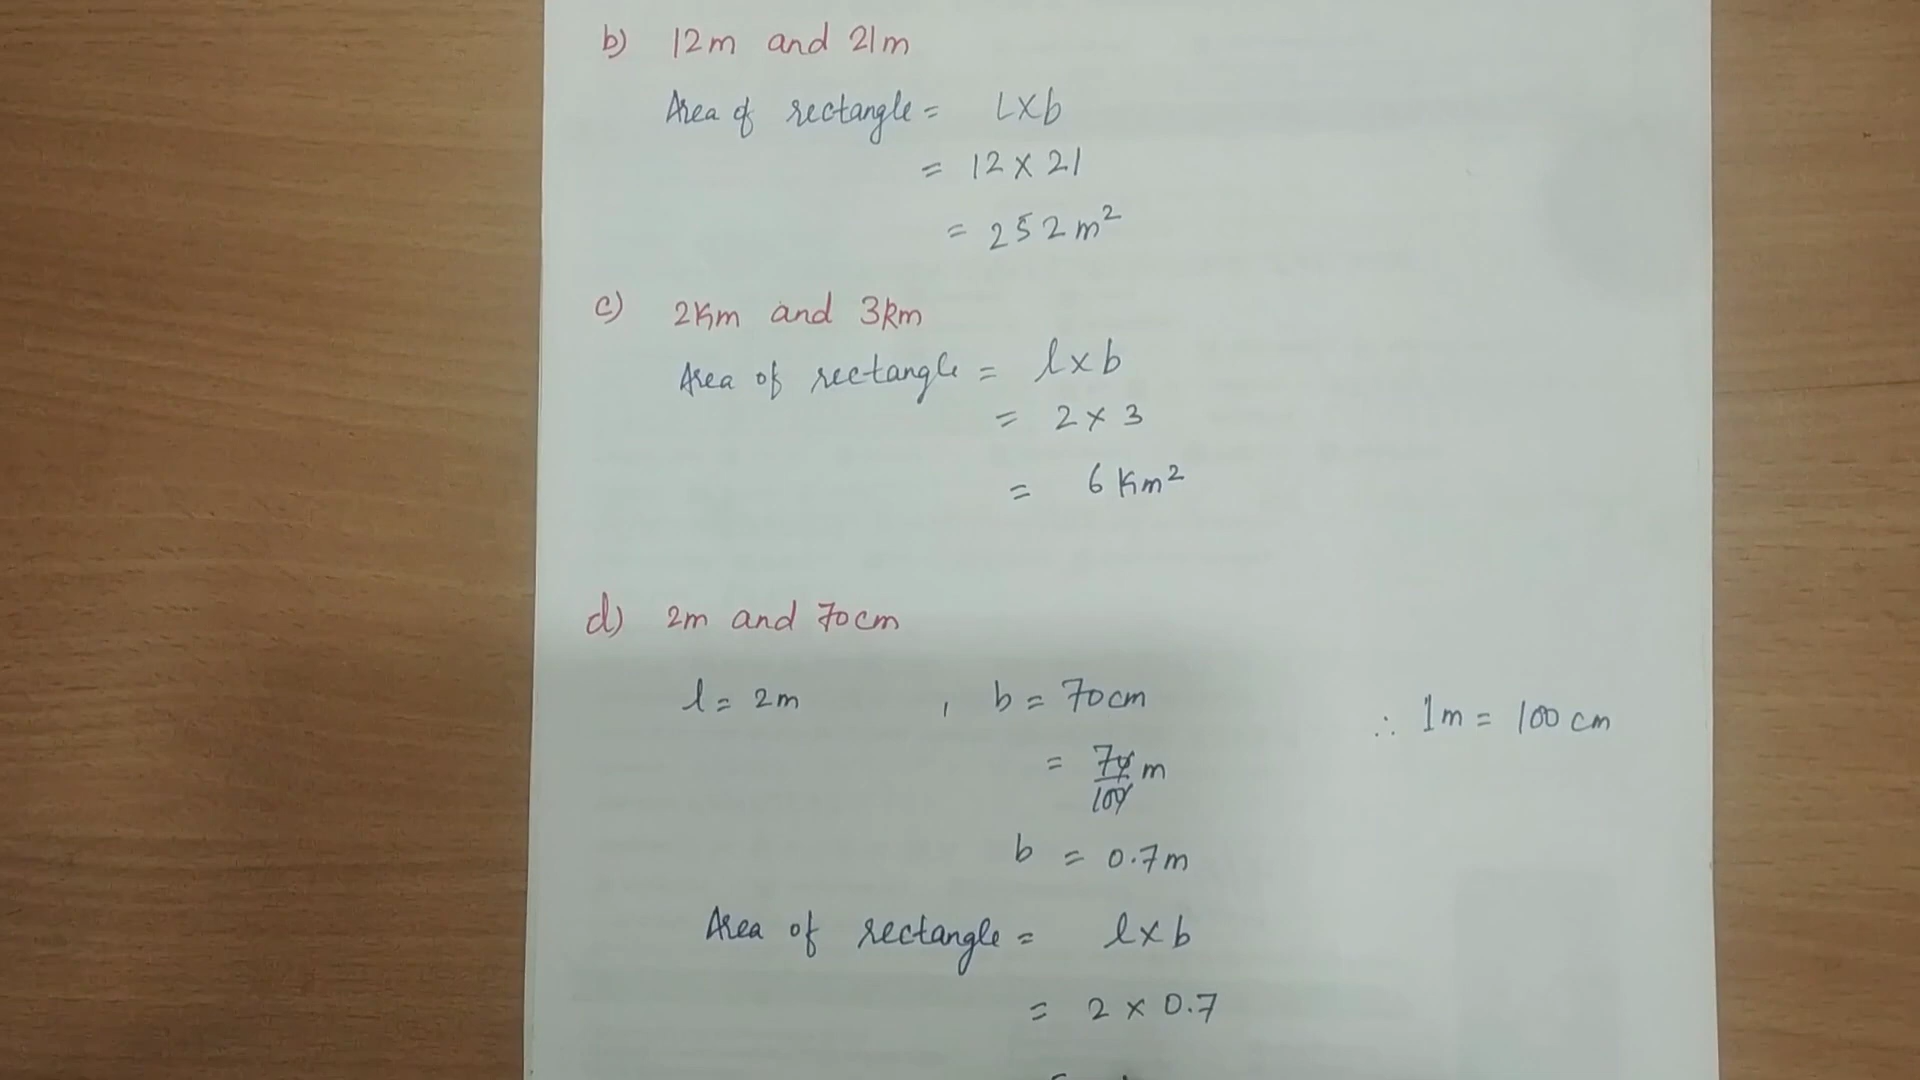 b) 12m and 21m
Area of rectangle = l×b
= 12 × 21
= 252 m²
c) 2Km and 3km
Area of rectangle = l×b
= 2 × 3
= 6 Km²
d) 2m and 70cm
l = 2m , b = 70cm ∴ 1m = 100 cm
= 70/100 m
b = 0.7m
Area of rectangle = l×b
= 2 × 0.7